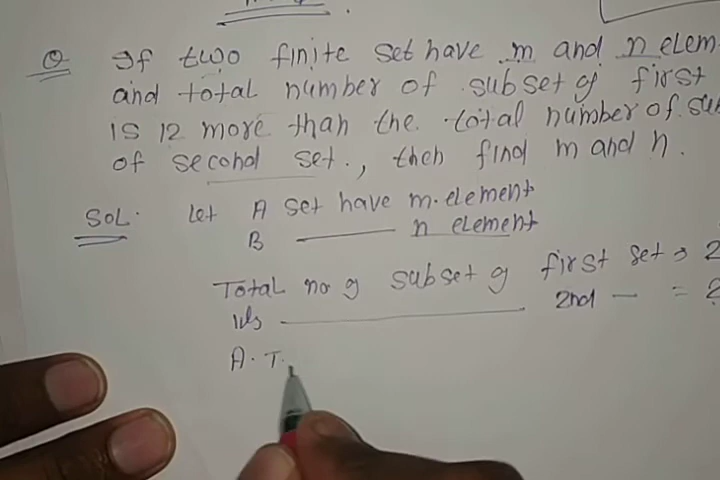 Q If two finite set have m and n elem
and total number of subset of first
is 12 more than the total number of su
of second set., then find m and n.
SOL. Let A set have m.element
B — n element
Total no of subset of first set ⇒ 2
— 2nd — = 2
A. T.